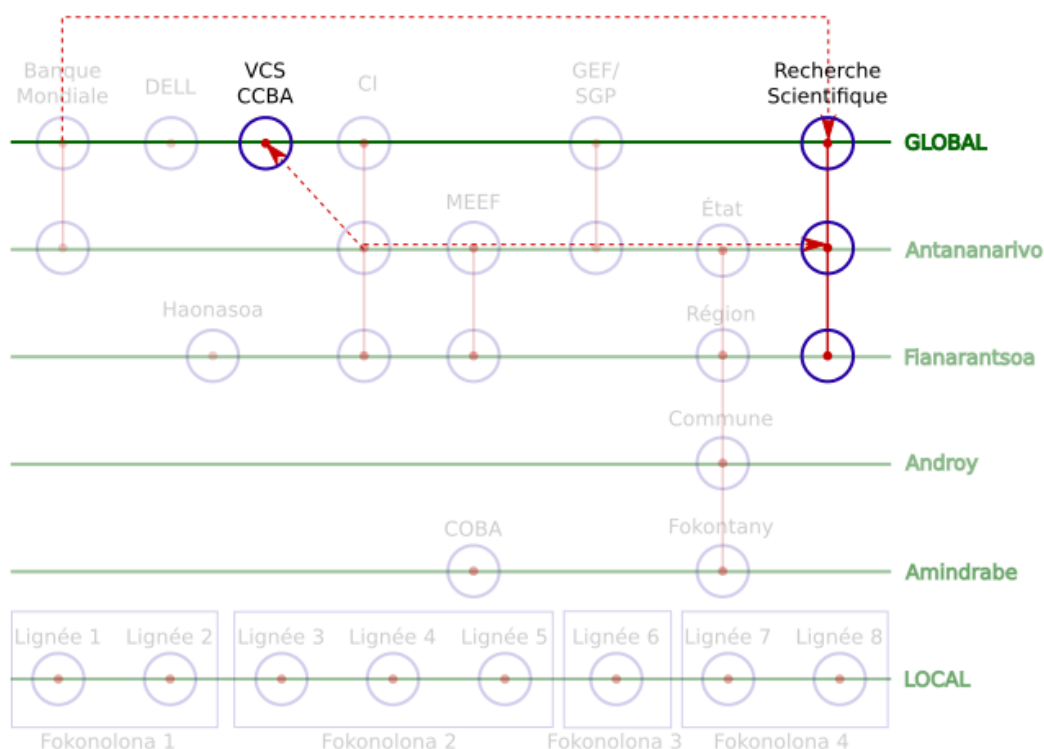 Banque
Mondiale
DELL
VCS
CCBA
CI
GEF/
SGP
Recherche
Scientifique
GLOBAL
MEEF
État
Antananarivo
Haonasoa
Région
Fianarantsoa
Commune
Androy
COBA
Fokontany
Amindrabe
Lignée 1
Lignée 2
Lignée 3
Lignée 4
Lignée 5
Lignée 6
Lignée 7
Lignée 8
LOCAL
Fokonolona 1
Fokonolona 2
Fokonolona 3
Fokonolona 4